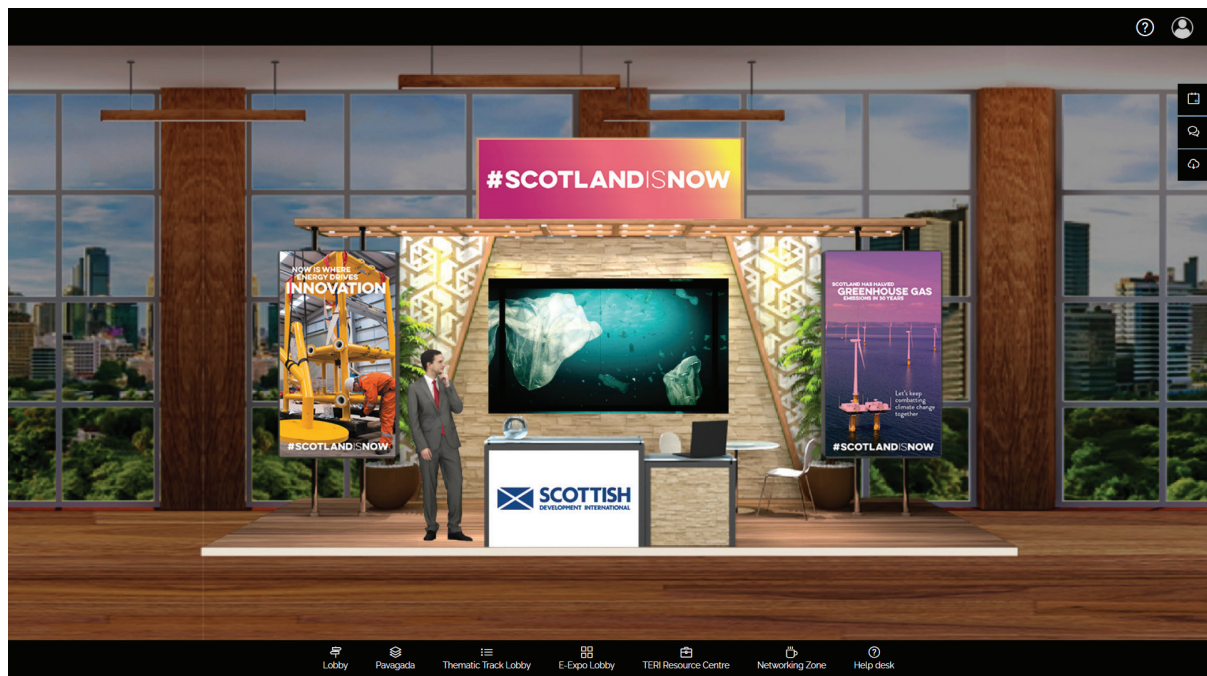 #SCOTLANDISNOW
NOW IS WHERE
ENERGY DRIVES
INNOVATION
#SCOTLANDISNOW
SCOTLAND HAS HALVED
GREENHOUSE GAS
EMISSIONS IN 30 YEARS
Let's keep
combatting
climate change
together
#SCOTLANDISNOW
SCOTTISH
DEVELOPMENT INTERNATIONAL
Lobby
Pavagada
Thematic Track Lobby
E-Expo Lobby
TERI Resource Centre
Networking Zone
Help desk